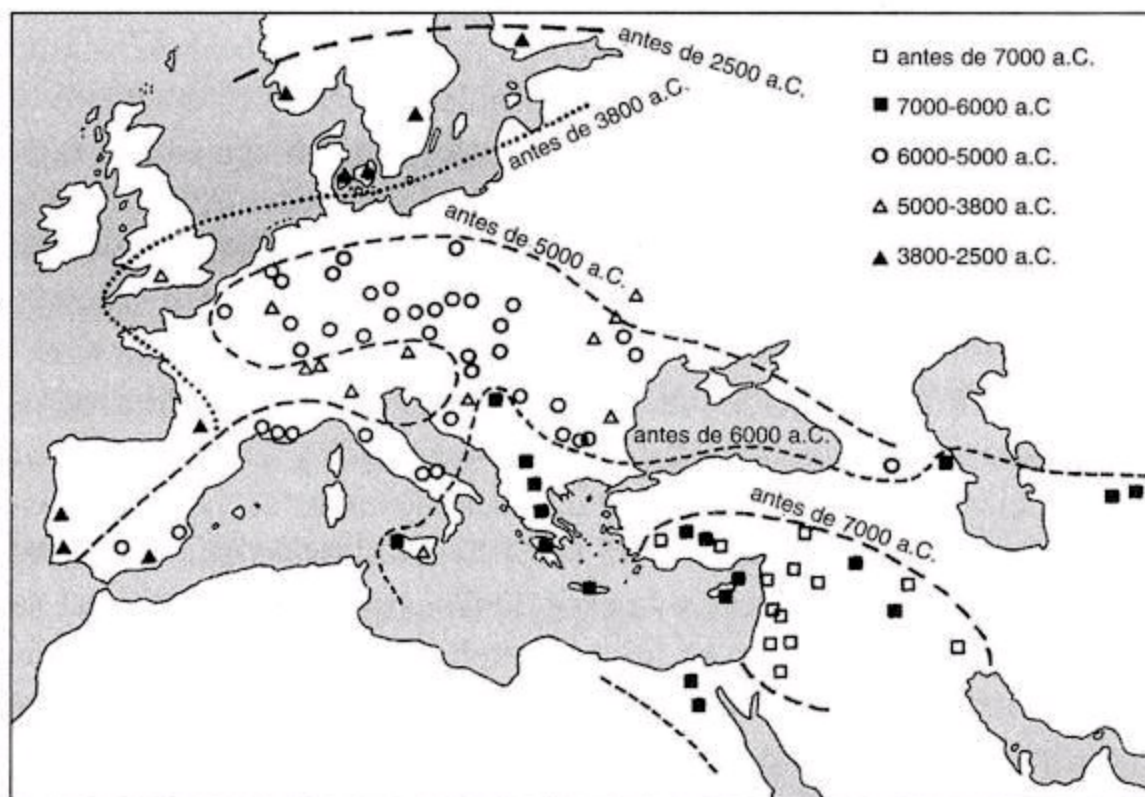 antes de 2500 a.C.
antes de 3800 a.C.
antes de 5000 a.C.
antes de 6000 a.C.
antes de 7000 a.C.
antes de 7000 a.C.
7000-6000 a.C
6000-5000 a.C.
5000-3800 a.C.
3800-2500 a.C.